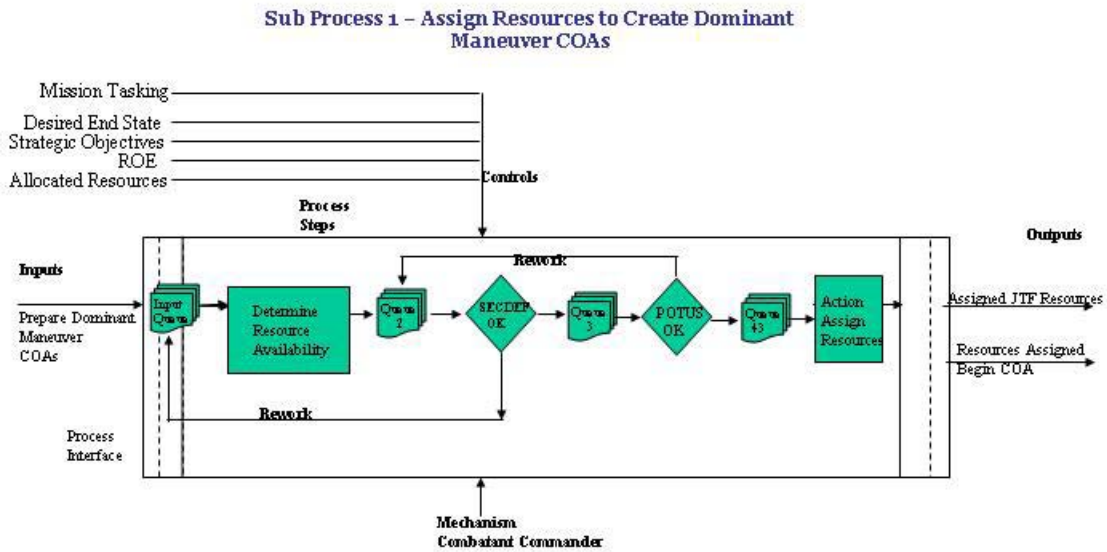 Sub Process 1 – Assign Resources to Create Dominant
Maneuver COAs
Mission Tasking
Desired End State
Strategic Objectives
ROE
Allocated Resources
Controls
Process
Steps
Outputs
Inputs
Rework
Input
Queue
Determine
Resource
Availability
Queue
2
SECDEF
OK
Queue
3
POTUS
OK
Queue
43
Action
Assign
Resources
Assigned JTF Resources
Prepare Dominant
Maneuver
COAs
Resources Assigned
Begin COA
Rework
Process
Interface
Mechanism
Combatant Commander